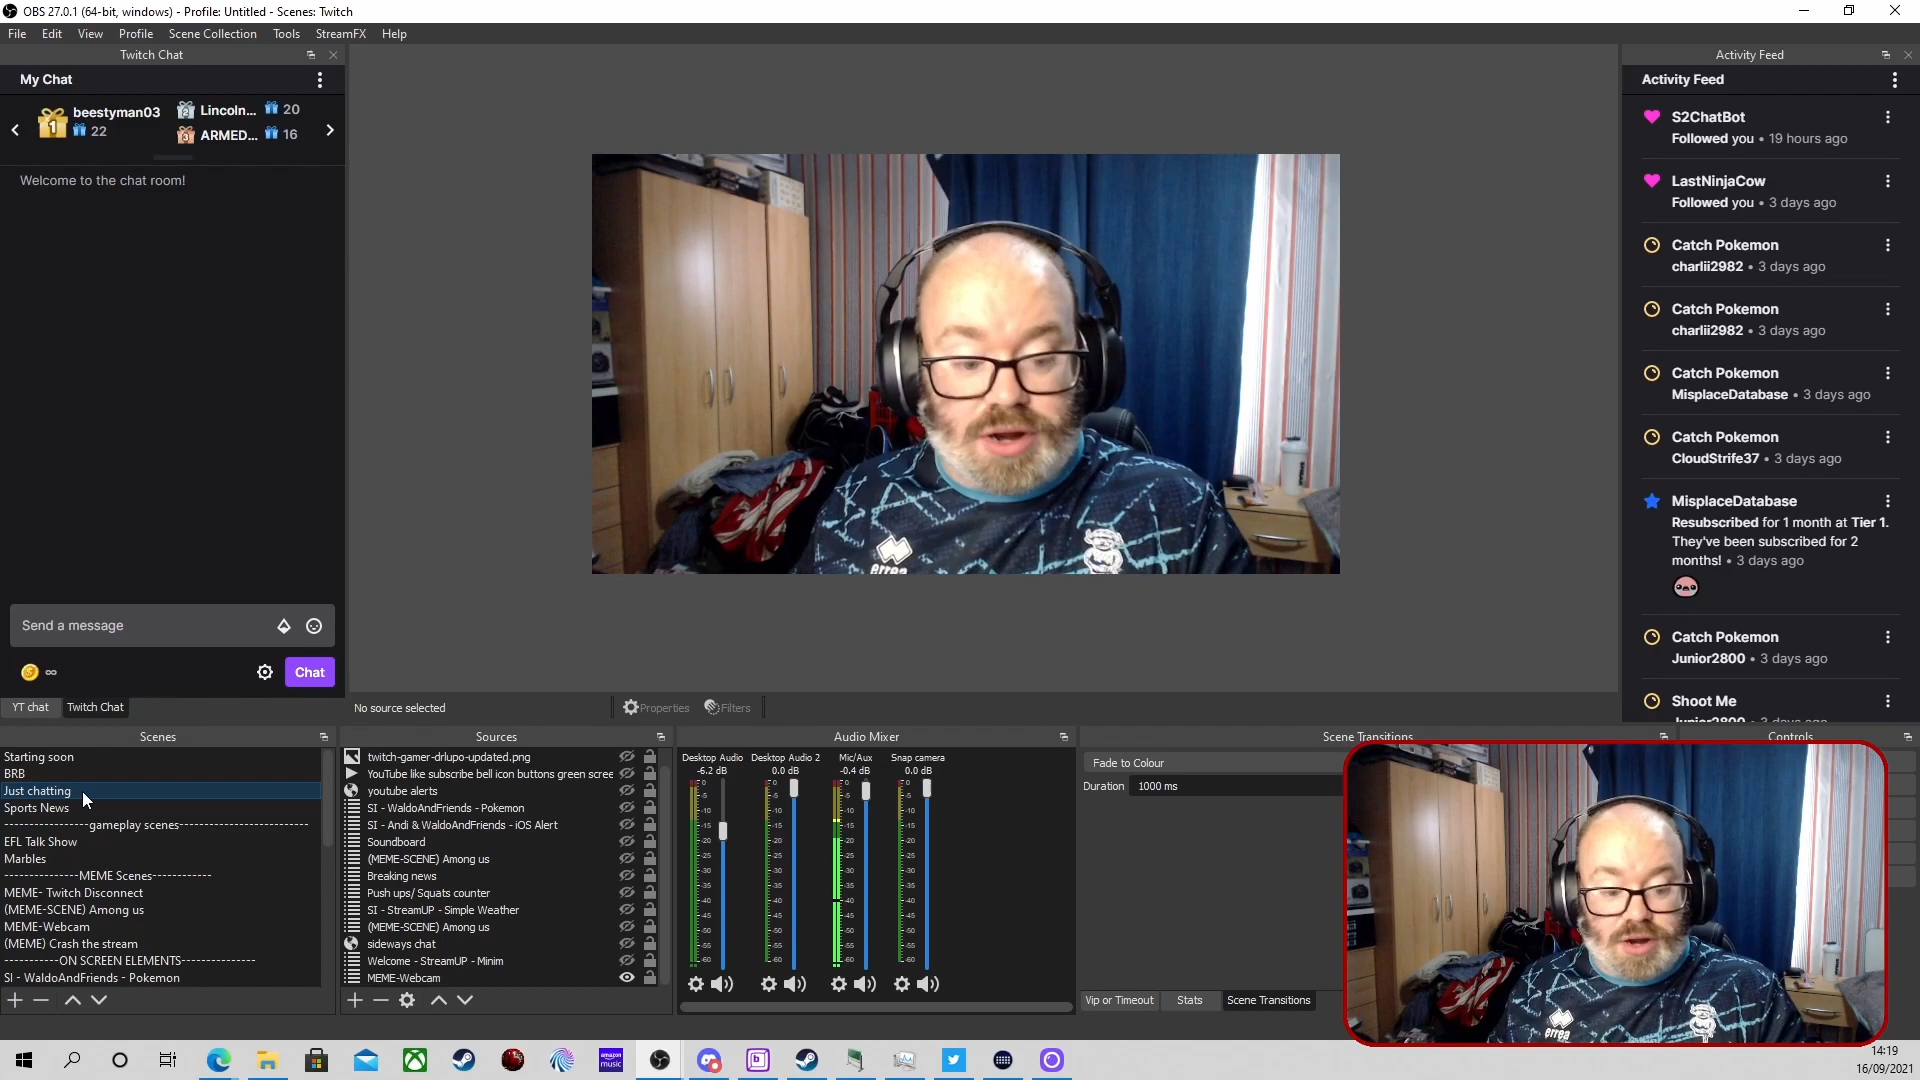 OBS 27.0.1 (64-bit, windows) - Profile: Untitled - Scenes: Twitch
File Edit View Profile Scene Collection Tools StreamFX Help
Twitch Chat
My Chat
beestyman03
22
Lincoln... 20
ARMED... 16
Welcome to the chat room!
Send a message
∞
Chat
YT chat
Twitch Chat
errea
No source selected
Properties
Filters
Activity Feed
Activity Feed
S2ChatBot
Followed you • 19 hours ago
LastNinjaCow
Followed you • 3 days ago
Catch Pokemon
charlii2982 • 3 days ago
Catch Pokemon
charlii2982 • 3 days ago
Catch Pokemon
MisplaceDatabase • 3 days ago
Catch Pokemon
CloudStrife37 • 3 days ago
MisplaceDatabase
Resubscribed for 1 month at Tier 1.
They've been subscribed for 2
months! • 3 days ago
Catch Pokemon
Junior2800 • 3 days ago
Shoot Me
Junior2800 • 3 days ago
Scenes
Starting soon
BRB
Just chatting
Sports News
-----------------gameplay scenes--------------------------
EFL Talk Show
Marbles
---------------MEME Scenes------------
MEME- Twitch Disconnect
(MEME-SCENE) Among us
MEME-Webcam
(MEME) Crash the stream
-----------ON SCREEN ELEMENTS---------------
SI - WaldoAndFriends - Pokemon
Sources
twitch-gamer-drlupo-updated.png
YouTube like subscribe bell icon buttons green scree
youtube alerts
SI - WaldoAndFriends - Pokemon
SI - Andi & WaldoAndFriends - iOS Alert
Soundboard
(MEME-SCENE) Among us
Breaking news
Push ups/ Squats counter
SI - StreamUP - Simple Weather
(MEME-SCENE) Among us
sideways chat
Welcome - StreamUP - Minim
MEME-Webcam
Audio Mixer
Desktop Audio
-6.2 dB
Desktop Audio 2
0.0 dB
Mic/Aux
-0.4 dB
Snap camera
0.0 dB
Scene Transitions
Fade to Colour
Duration 1000 ms
Vip or Timeout
Stats
Scene Transitions
Controls
errea
amazon music
14:19
16/09/2021